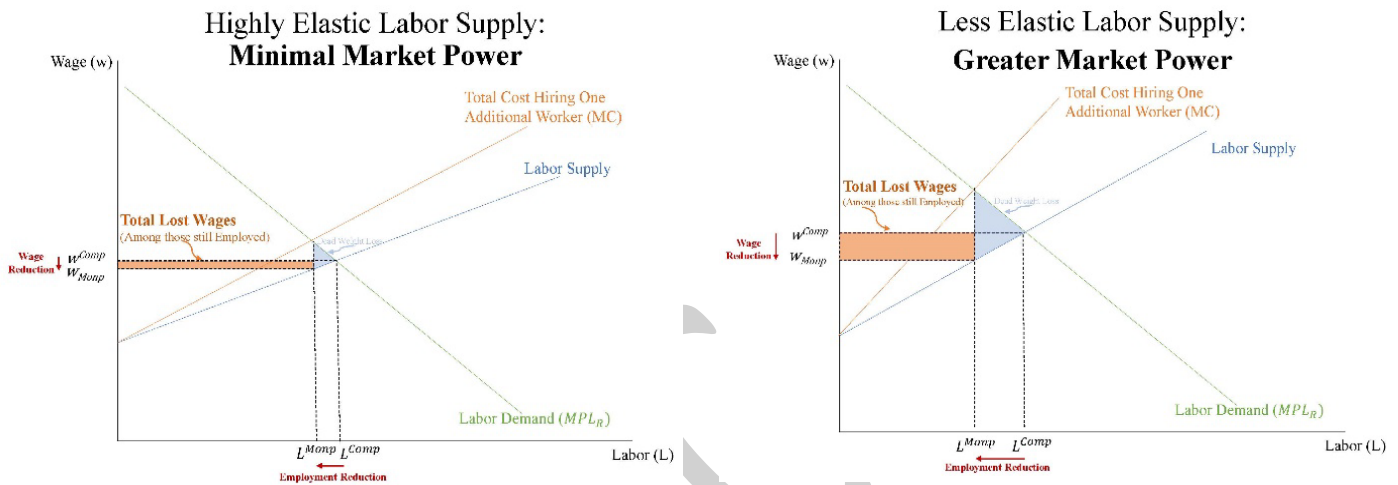 Highly Elastic Labor Supply:
Minimal Market Power
Wage (w)
Total Cost Hiring One
Additional Worker (MC)
Labor Supply
Total Lost Wages
(Among those still Employed)
Dead Weight Loss
Wage
Reduction
w^Comp
w_Monp
Labor Demand (MPL_R)
L^Monp L^Comp
Labor (L)
Employment Reduction
Less Elastic Labor Supply:
Greater Market Power
Wage (w)
Total Cost Hiring One
Additional Worker (MC)
Labor Supply
Total Lost Wages
(Among those still Employed)
Dead Weight Loss
Wage
Reduction
w^Comp
w_Monp
Labor Demand (MPL_R)
L^Monp L^Comp
Labor (L)
Employment Reduction